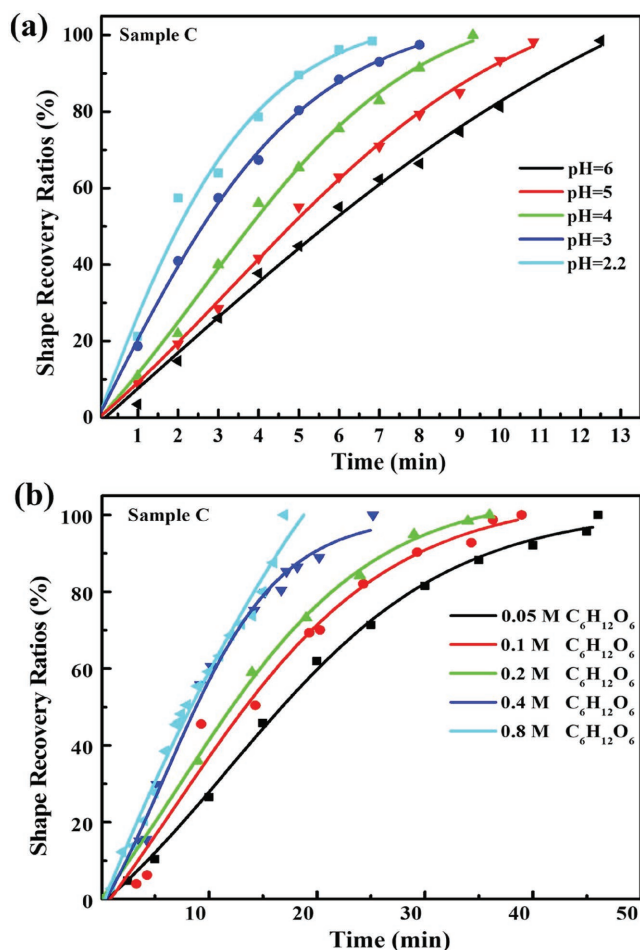 (a)
Sample C
Shape Recovery Ratios (%)
100
80
60
40
20
0
pH=6
pH=5
pH=4
pH=3
pH=2.2
1 2 3 4 5 6 7 8 9 10 11 12 13
Time (min)
(b)
Sample C
Shape Recovery Ratios (%)
100
80
60
40
20
0
0.05 M C₆H₁₂O₆
0.1 M C₆H₁₂O₆
0.2 M C₆H₁₂O₆
0.4 M C₆H₁₂O₆
0.8 M C₆H₁₂O₆
10 20 30 40 50
Time (min)